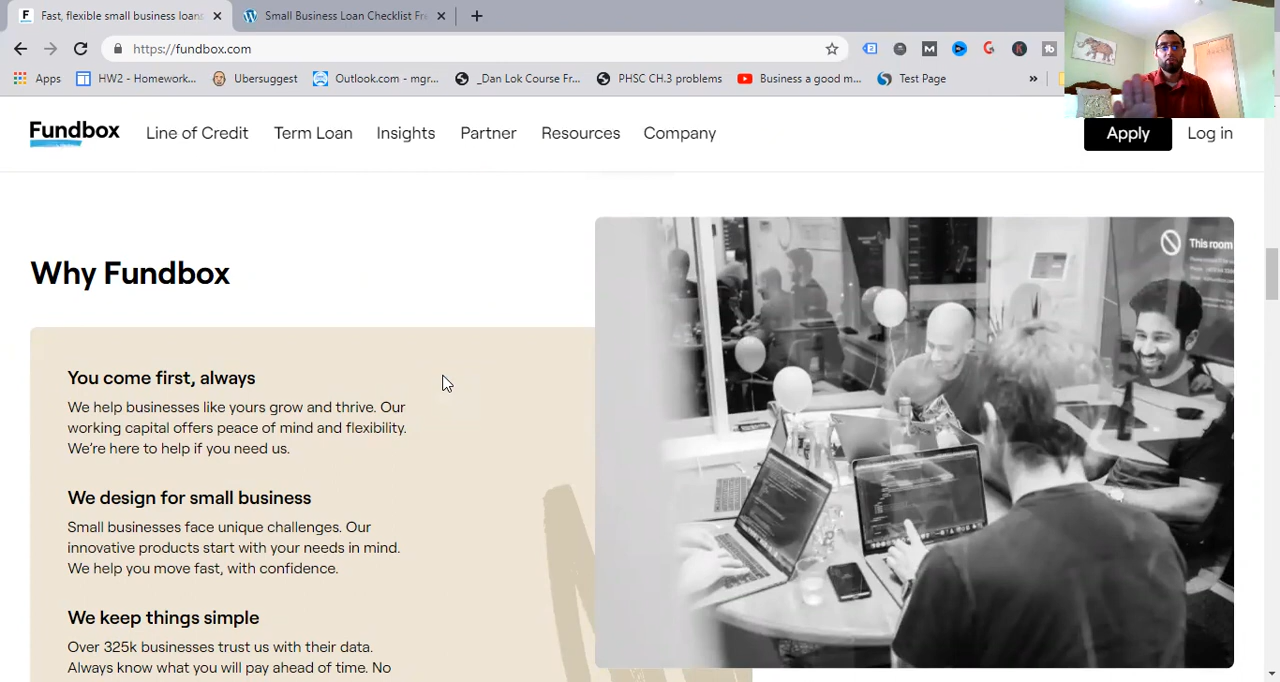 Fast, flexible small business loans
Small Business Loan Checklist Fre
https://fundbox.com
Apps
HW2 - Homework...
Ubersuggest
Outlook.com - mgr...
_Dan Lok Course Fr...
PHSC CH.3 problems...
Business a good m...
Test Page
»
Fundbox
Line of Credit
Term Loan
Insights
Partner
Resources
Company
Apply
Log in
This room
Why Fundbox
You come first, always
We help businesses like yours grow and thrive. Our
working capital offers peace of mind and flexibility.
We're here to help if you need us.
We design for small business
Small businesses face unique challenges. Our
innovative products start with your needs in mind.
We help you move fast, with confidence.
We keep things simple
Over 325k businesses trust us with their data.
Always know what you will pay ahead of time. No